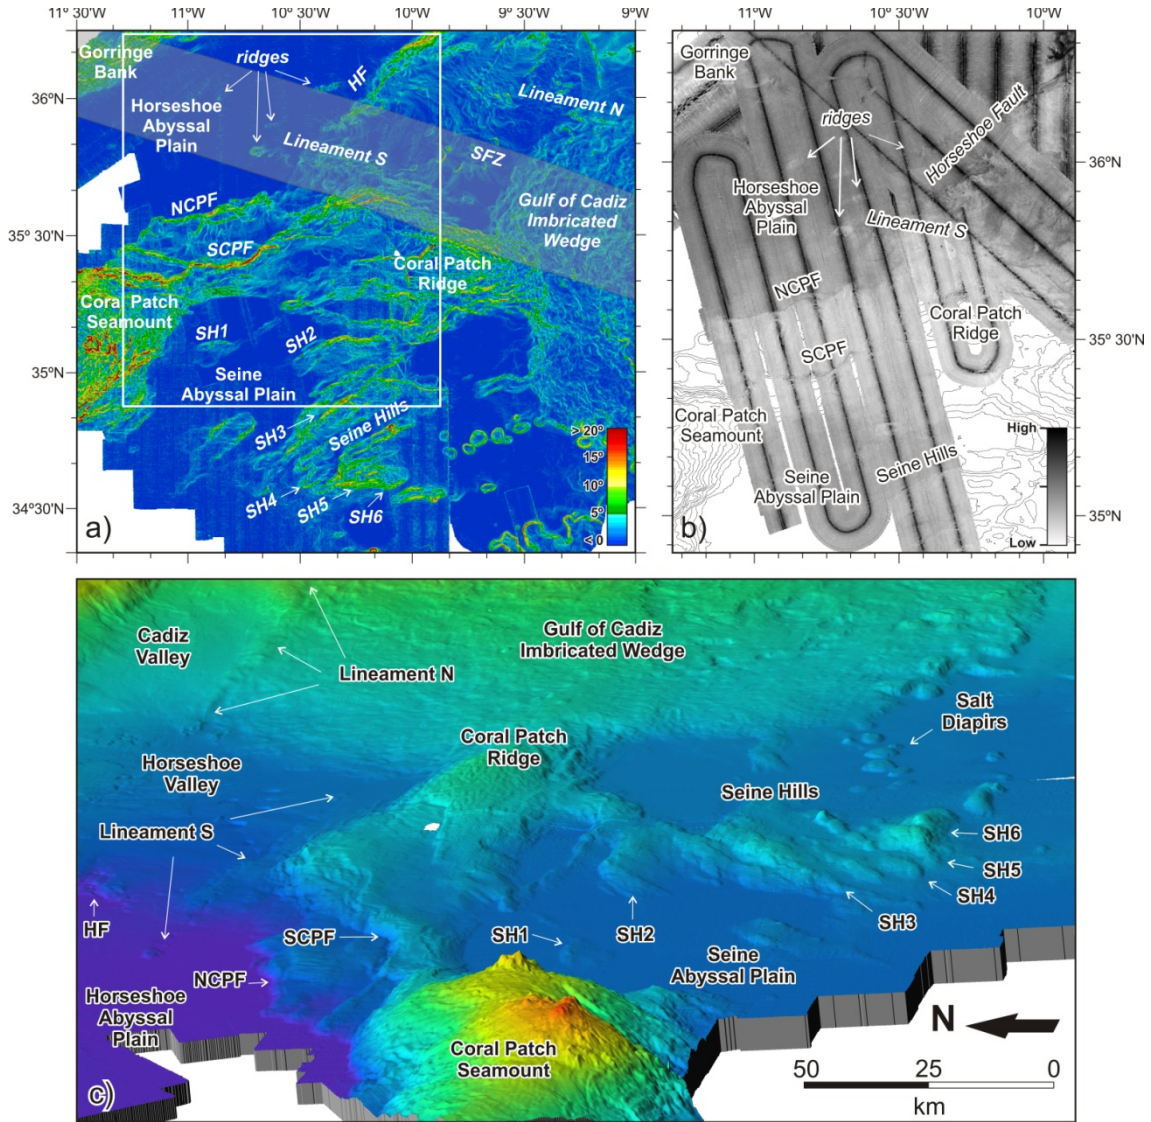 11°30'W
11°W
10°30'W
10°W
9°30'W
9°W
36°N
35° 30'N
35°N
34°30'N
Gorringe
Bank
ridges
HF
Lineament N
Horseshoe
Abyssal
Plain
Lineament S
SFZ
NCPF
Gulf of Cadiz
Imbricated
Wedge
SCPF
Coral Patch
Ridge
Coral Patch
Seamount
SH1
SH2
Seine
Abyssal Plain
SH3
Seine Hills
SH4
SH5
SH6
> 20°
15°
10°
5°
< 0
a)
11°W
10°30'W
10°W
36°N
35° 30'N
35°N
Gorringe
Bank
ridges
Horseshoe Fault
Horseshoe
Abyssal
Plain
Lineament S
NCPF
Coral Patch
Ridge
SCPF
Coral Patch
Seamount
Seine
Abyssal Plain
Seine Hills
High
Low
b)
Cadiz
Valley
Gulf of Cadiz
Imbricated Wedge
Lineament N
Salt
Diapirs
Coral Patch
Ridge
Horseshoe
Valley
Seine Hills
Lineament S
SH6
SH5
SH4
SH3
HF
SCPF
SH1
SH2
NCPF
Seine
Abyssal Plain
Horseshoe
Abyssal
Plain
Coral Patch
Seamount
N
50
25
0
km
c)